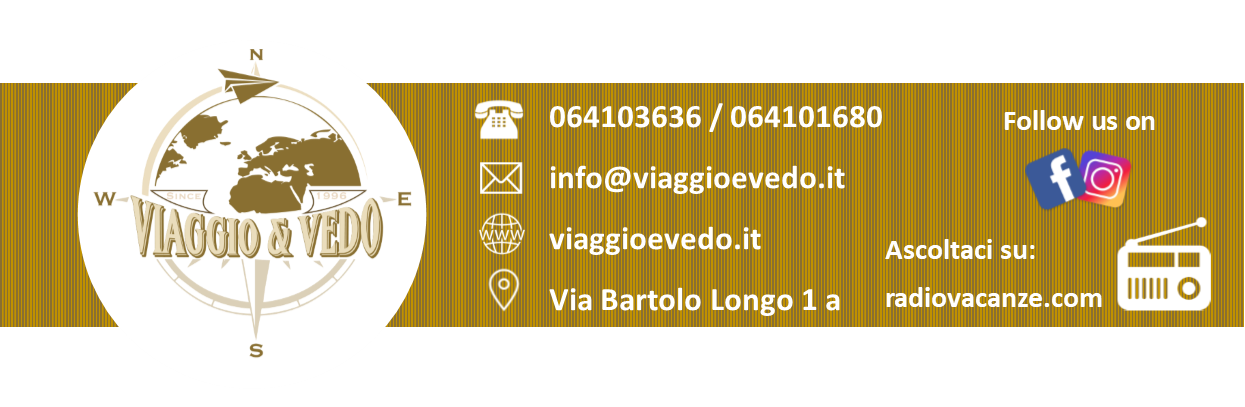 N
W
E
SINCE 1996
VIAGGIO & VEDO
S
064103636 / 064101680
info@viaggioevedo.it
www
viaggioevedo.it
Via Bartolo Longo 1 a
Follow us on
Ascoltaci su:
radiovacanze.com